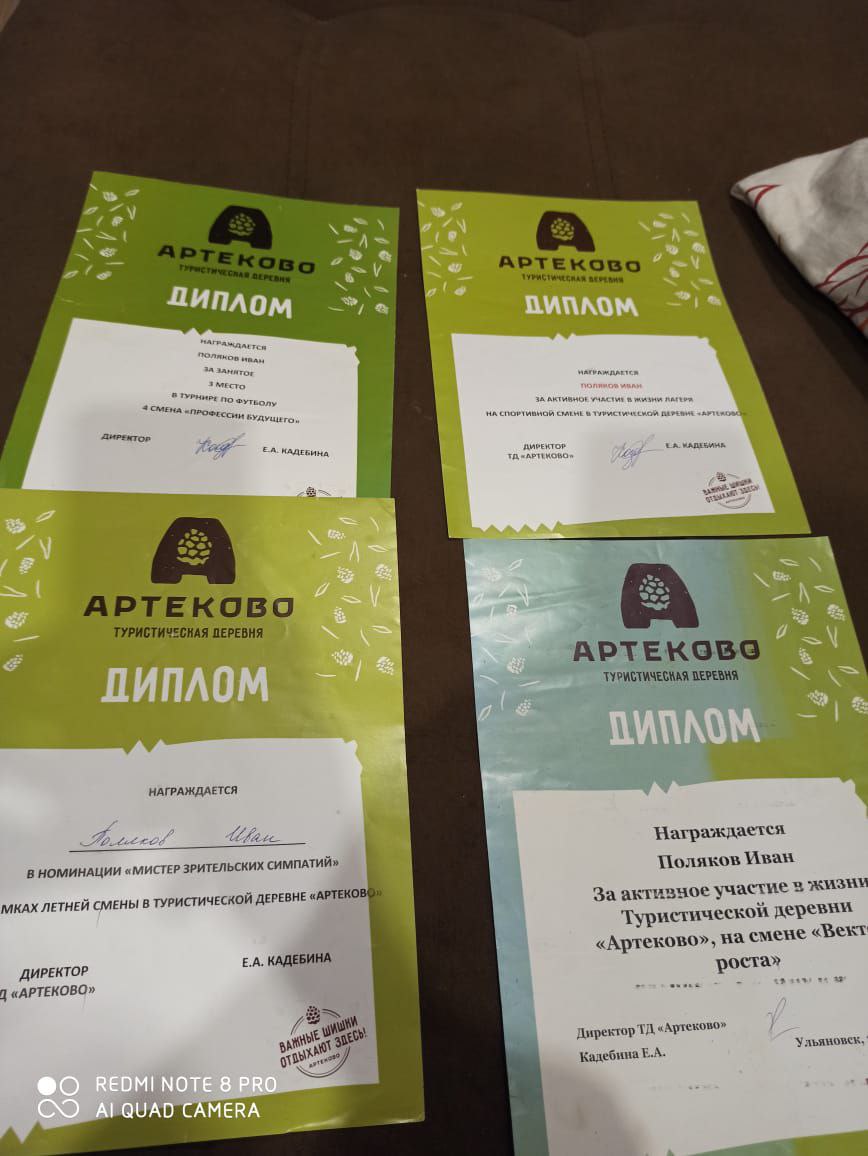 АРТЕКОВО
ТУРИСТИЧЕСКАЯ ДЕРЕВНЯ
ДИПЛОМ
НАГРАЖДАЕТСЯ
ПОЛЯКОВ ИВАН
ЗА ЗАНЯТОЕ
3 МЕСТО
В ТУРНИРЕ ПО ФУТБОЛУ
4 СМЕНА «ПРОФЕССИИ БУДУЩЕГО»
ДИРЕКТОР Е.А. КАДЕБИНА
АРТЕКОВО
ТУРИСТИЧЕСКАЯ ДЕРЕВНЯ
ДИПЛОМ
НАГРАЖДАЕТСЯ
ПОЛЯКОВ ИВАН
ЗА АКТИВНОЕ УЧАСТИЕ В ЖИЗНИ ЛАГЕРЯ
НА СПОРТИВНОЙ СМЕНЕ В ТУРИСТИЧЕСКОЙ ДЕРЕВНЕ «АРТЕКОВО»
ДИРЕКТОР Е.А. КАДЕБИНА
ТД «АРТЕКОВО»
ВАЖНЫЕ ШИШКИ
ОТДЫХАЮТ ЗДЕСЬ!
АРТЕКОВО
АРТЕКОВО
ТУРИСТИЧЕСКАЯ ДЕРЕВНЯ
ДИПЛОМ
НАГРАЖДАЕТСЯ
Поляков Иван
В НОМИНАЦИИ «МИСТЕР ЗРИТЕЛЬСКИХ СИМПАТИЙ»
МКАХ ЛЕТНЕЙ СМЕНЫ В ТУРИСТИЧЕСКОЙ ДЕРЕВНЕ «АРТЕКОВО»
ДИРЕКТОР Е.А. КАДЕБИНА
Д «АРТЕКОВО»
ВАЖНЫЕ ШИШКИ
ОТДЫХАЮТ ЗДЕСЬ!
АРТЕКОВО
АРТЕКОВО
ТУРИСТИЧЕСКАЯ ДЕРЕВНЯ
ДИПЛОМ
Награждается
Поляков Иван
За активное участие в жизни
Туристической деревни
«Артеково», на смене «Векто
роста»
Директор ТД «Артеково»
Кадебина Е.А. Ульяновск,
REDMI NOTE 8 PRO
AI QUAD CAMERA